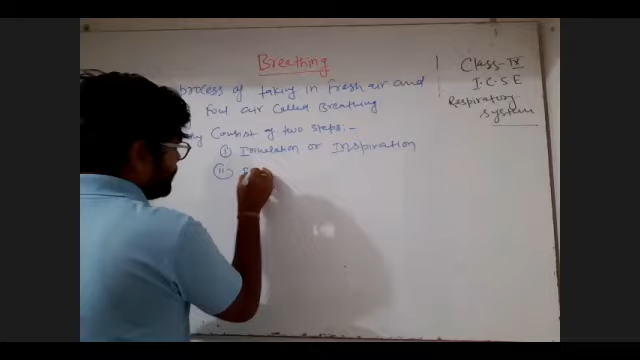 Breathing
process of taking in fresh air and
foul air called Breathing
Consist of two steps:-
(i) Inhalation or Inspiration
(ii)
Class-IX
I.C.S.E
Respiratory
system